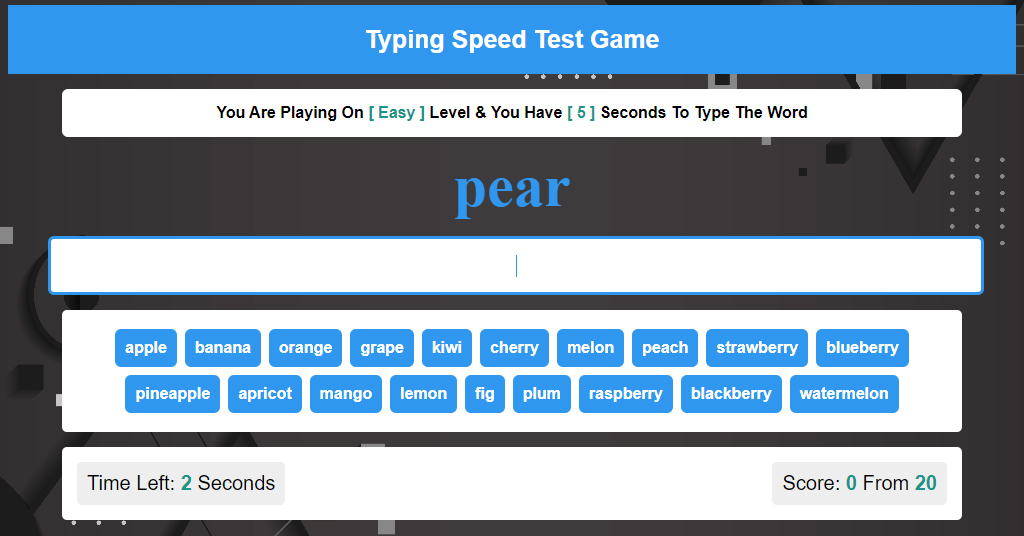 Typing Speed Test Game
You Are Playing On [ Easy ] Level & You Have [ 5 ] Seconds To Type The Word
pear
apple banana orange grape kiwi cherry melon peach strawberry blueberry
pineapple apricot mango lemon fig plum raspberry blackberry watermelon
Time Left: 2 Seconds Score: 0 From 20